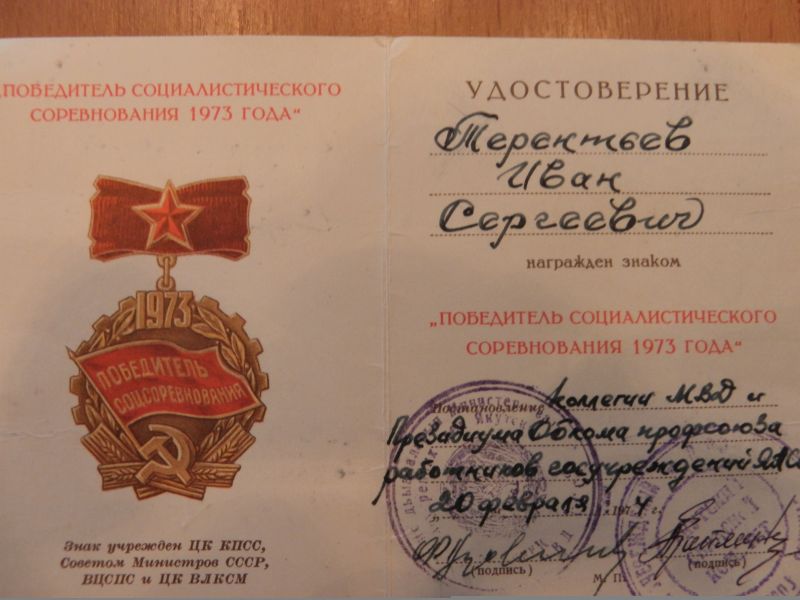 „ПОБЕДИТЕЛЬ СОЦИАЛИСТИЧЕСКОГО
СОРЕВНОВАНИЯ 1973 ГОДА“
1973
ПОБЕДИТЕЛЬ
СОЦСОРЕВНОВАНИЯ
Знак учрежден ЦК КПСС,
Советом Министров СССР,
ВЦСПС и ЦК ВЛКСМ
УДОСТОВЕРЕНИЕ
Терентьев
Иван
Сергеевич
награжден знаком
„ПОБЕДИТЕЛЬ СОЦИАЛИСТИЧЕСКОГО
СОРЕВНОВАНИЯ 1973 ГОДА“
Постановление коллегии МВД и
Президиума Обкома профсоюза
работников госучреждений
„20 февраля 1974 г.
(подпись) (подпись)
М. П.